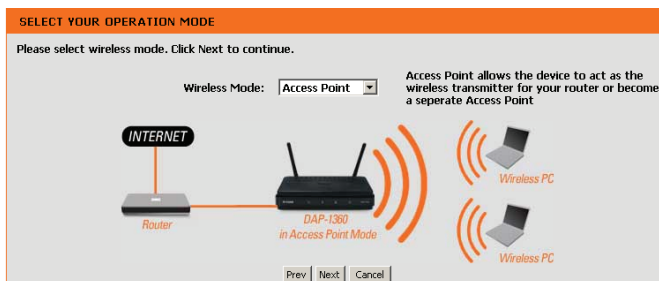 SELECT YOUR OPERATION MODE
Please select wireless mode. Click Next to continue.
Wireless Mode: Access Point
Access Point allows the device to act as the
wireless transmitter for your router or become
a seperate Access Point
INTERNET
Router
DAP-1360
in Access Point Mode
Wireless PC
Wireless PC
Prev Next Cancel